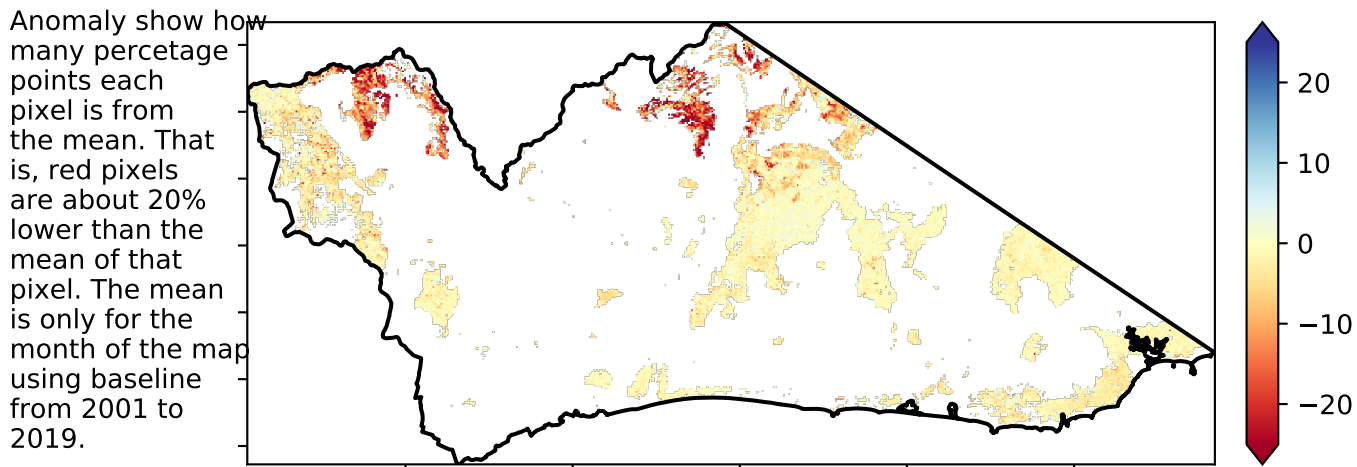 Anomaly show how
many percetage
points each
pixel is from
the mean. That
is, red pixels
are about 20%
lower than the
mean of that
pixel. The mean
is only for the
month of the map
using baseline
from 2001 to
2019.
20
10
0
−10
−20